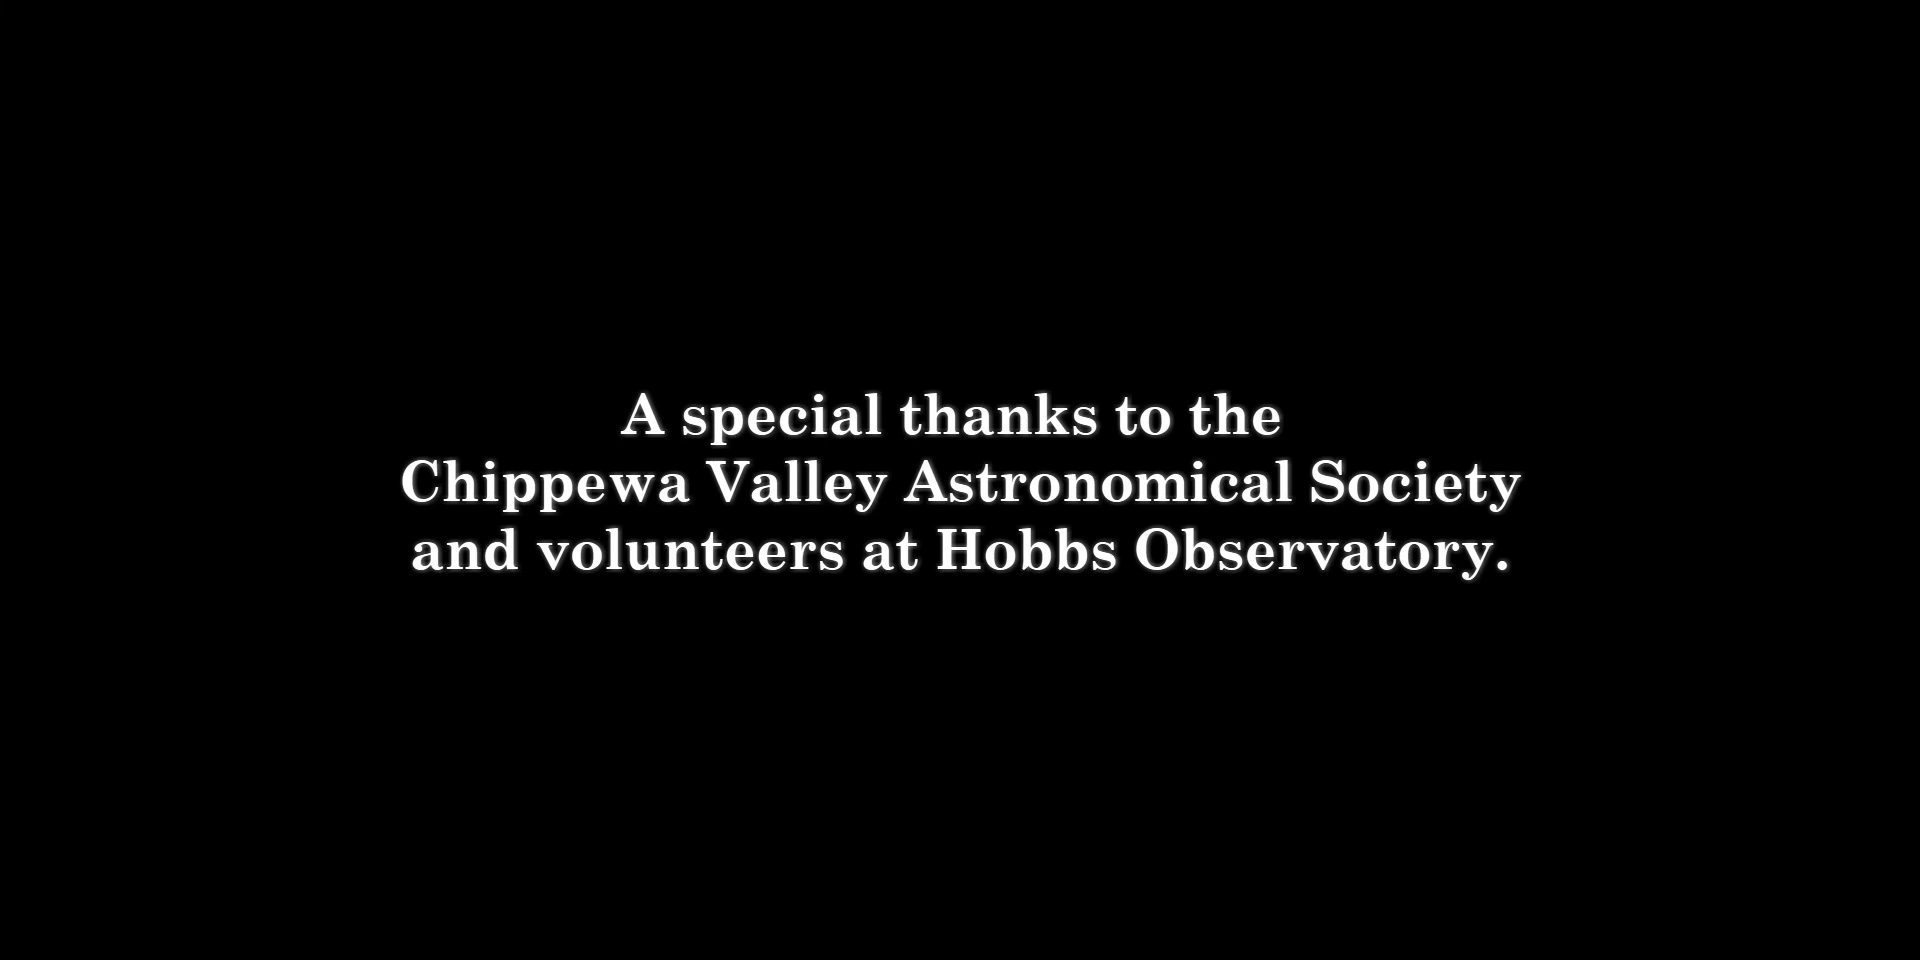 A special thanks to the
Chippewa Valley Astronomical Society
and volunteers at Hobbs Observatory.